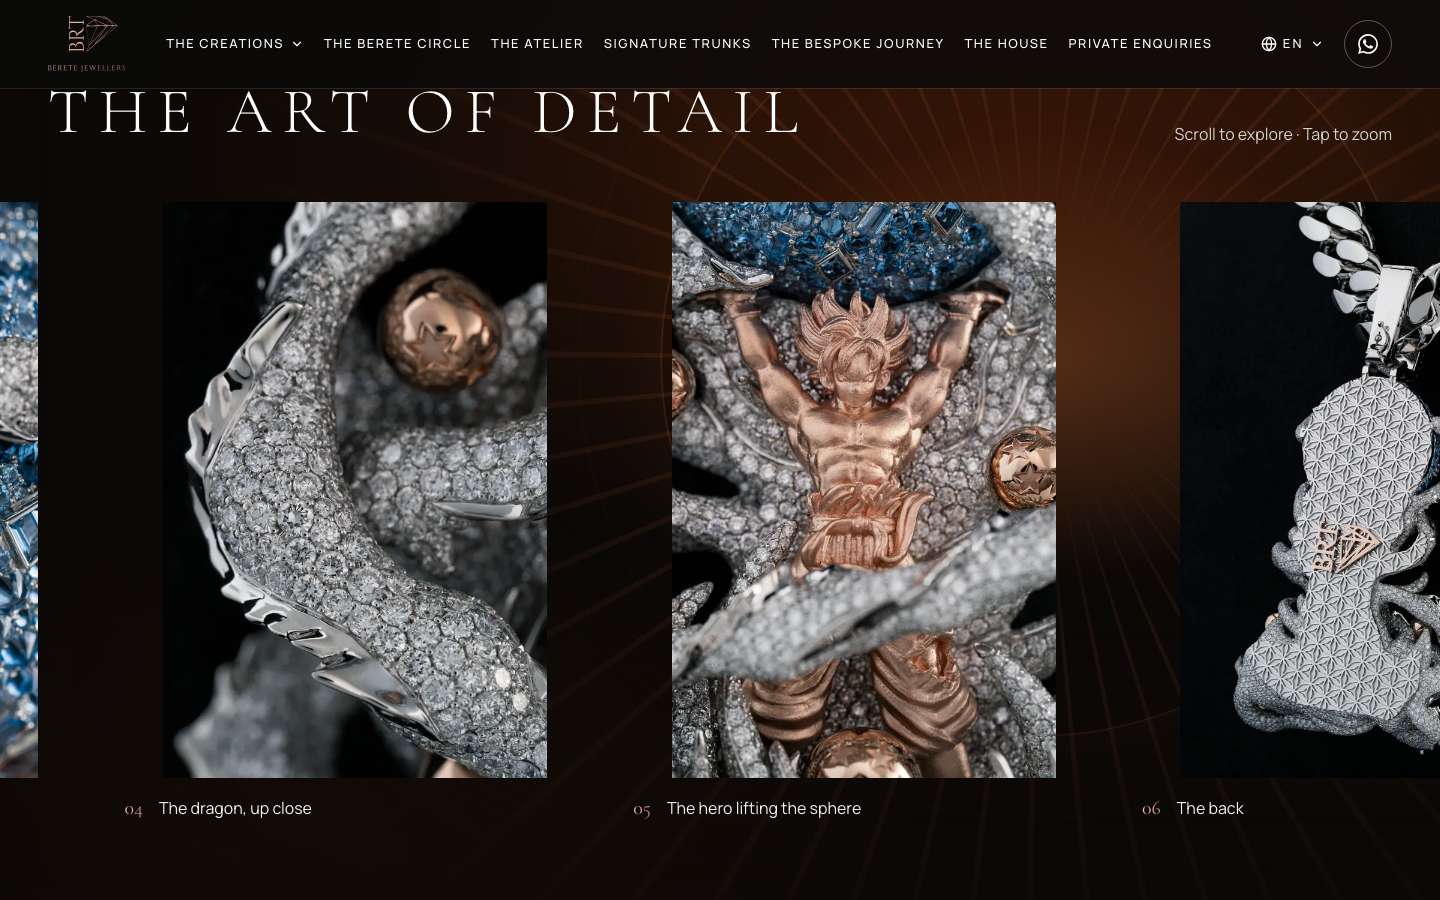 BRT
BERETE JEWELLERS
THE CREATIONS
THE BERETE CIRCLE
THE ATELIER
SIGNATURE TRUNKS
THE BESPOKE JOURNEY
THE HOUSE
PRIVATE ENQUIRIES
EN
THE ART OF DETAIL
Scroll to explore · Tap to zoom
BRT
04 The dragon, up close
05 The hero lifting the sphere
06 The back